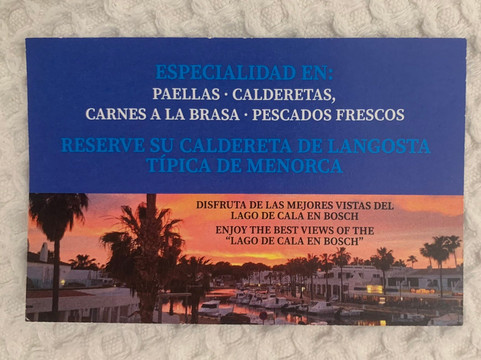 ESPECIALIDAD EN:
PAELLAS · CALDERETAS,
CARNES A LA BRASA · PESCADOS FRESCOS
RESERVE SU CALDERETA DE LANGOSTA
TÍPICA DE MENORCA
DISFRUTA DE LAS MEJORES VISTAS DEL
LAGO DE CALA EN BOSCH
ENJOY THE BEST VIEWS OF THE
“LAGO DE CALA EN BOSCH”